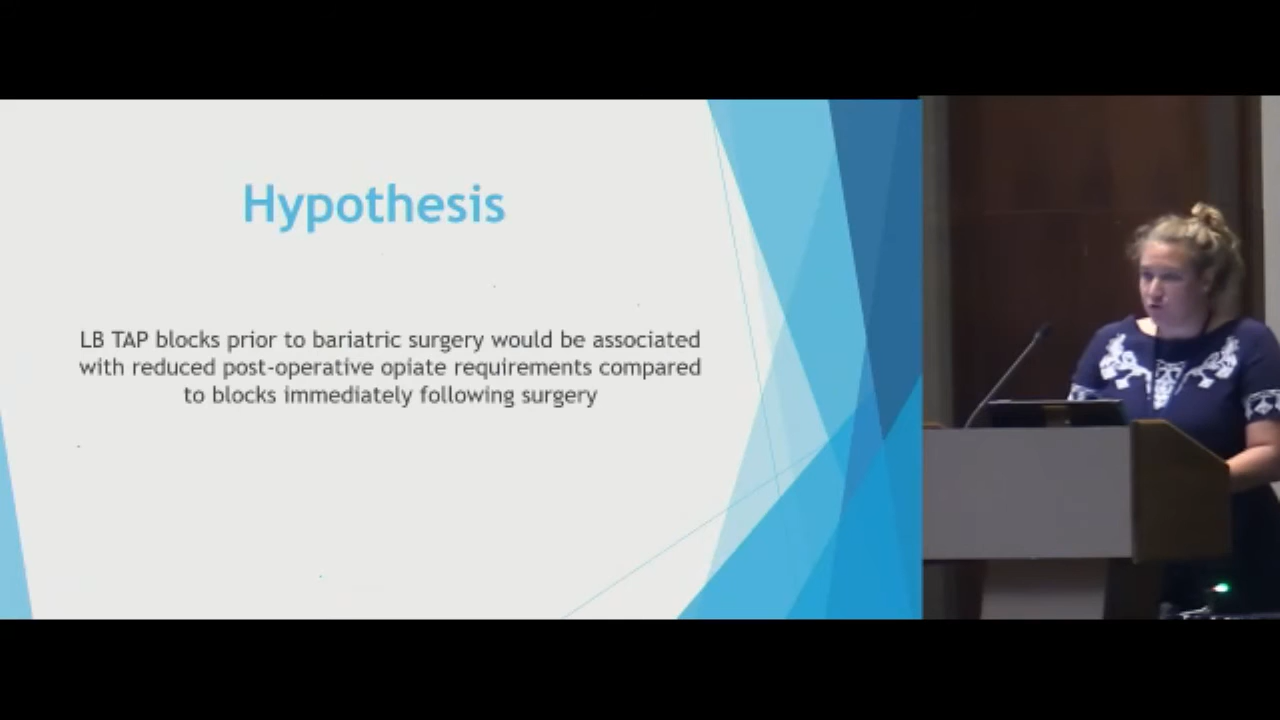 Hypothesis
LB TAP blocks prior to bariatric surgery would be associated
with reduced post-operative opiate requirements compared
to blocks immediately following surgery